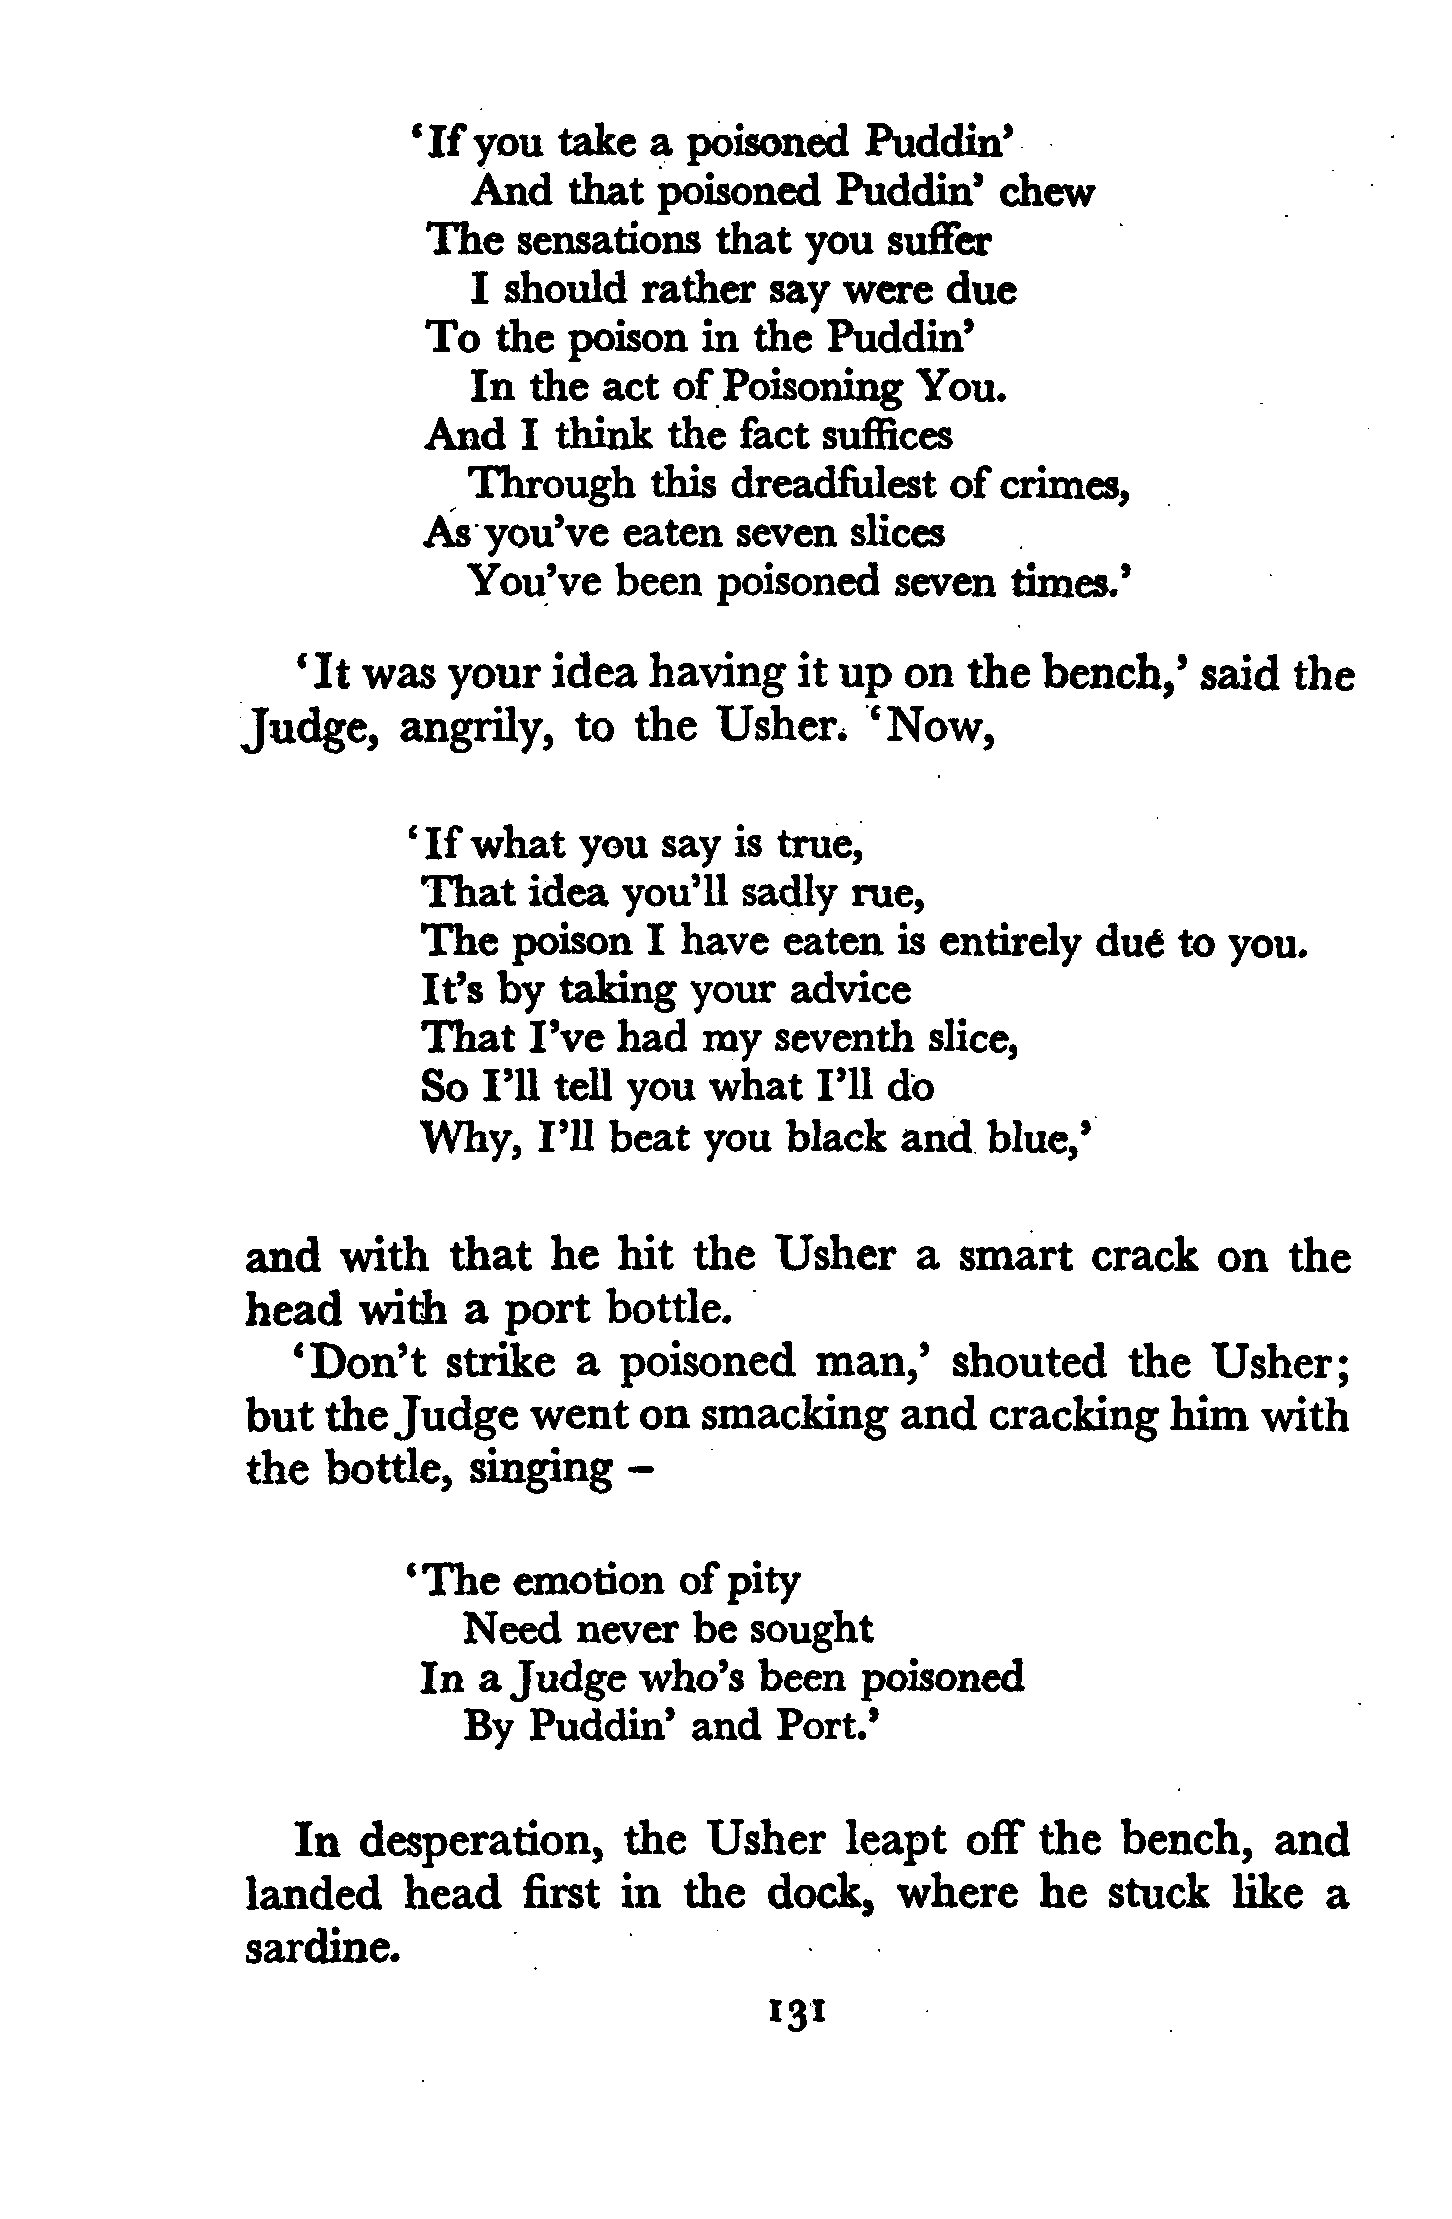 ‘If you take a poisoned Puddin’
And that poisoned Puddin’ chew
The sensations that you suffer
I should rather say were due
To the poison in the Puddin’
In the act of Poisoning You.
And I think the fact suffices
Through this dreadfulest of crimes,
As you’ve eaten seven slices
You’ve been poisoned seven times.’
‘It was your idea having it up on the bench,’ said the
Judge, angrily, to the Usher. ‘Now,
‘If what you say is true,
That idea you’ll sadly rue,
The poison I have eaten is entirely due to you.
It’s by taking your advice
That I’ve had my seventh slice,
So I’ll tell you what I’ll do
Why, I’ll beat you black and blue,’
and with that he hit the Usher a smart crack on the
head with a port bottle.
‘Don’t strike a poisoned man,’ shouted the Usher;
but the Judge went on smacking and cracking him with
the bottle, singing –
‘The emotion of pity
Need never be sought
In a Judge who’s been poisoned
By Puddin’ and Port.’
In desperation, the Usher leapt off the bench, and
landed head first in the dock, where he stuck like a
sardine.
131